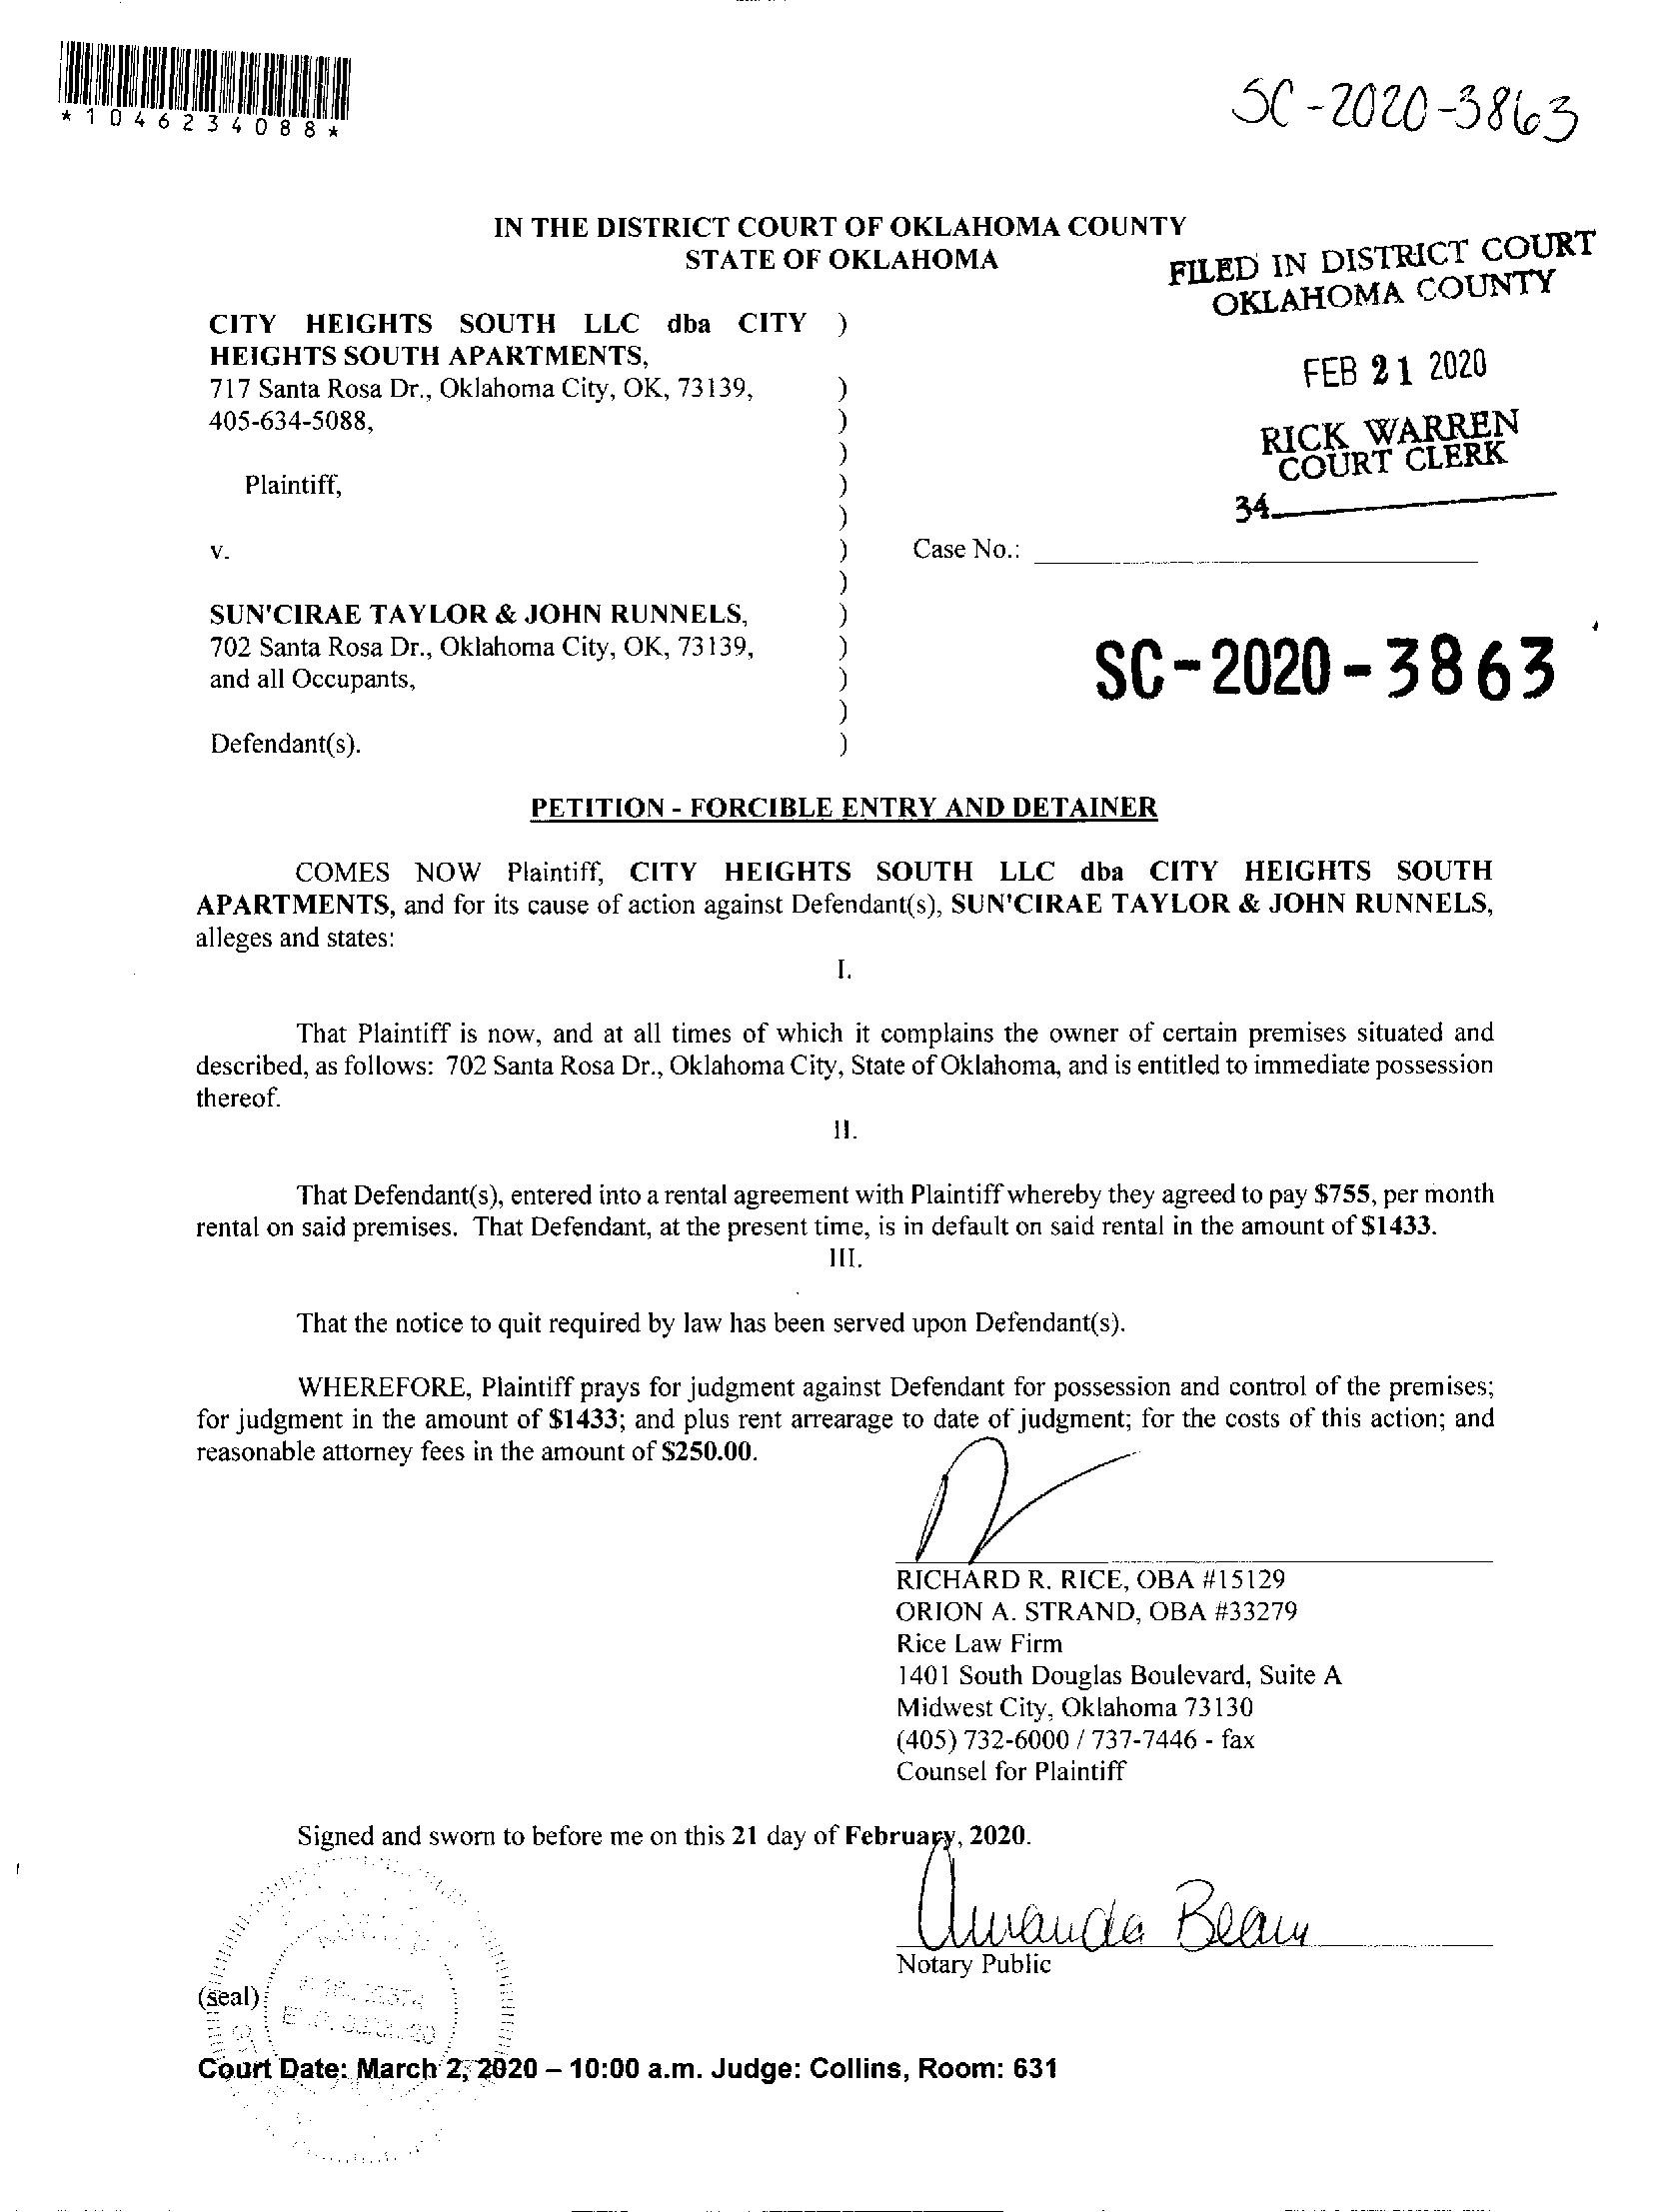 *1046234088*
SC-2020-3863
IN THE DISTRICT COURT OF OKLAHOMA COUNTY
STATE OF OKLAHOMA
FILED IN DISTRICT COURT
OKLAHOMA COUNTY
FEB 21 2020
RICK WARREN
COURT CLERK
34
CITY HEIGHTS SOUTH LLC dba CITY )
HEIGHTS SOUTH APARTMENTS,
717 Santa Rosa Dr., Oklahoma City, OK, 73139, )
405-634-5088, )
)
Plaintiff, )
)
v. ) Case No.:
)
SUN'CIRAE TAYLOR & JOHN RUNNELS, )
702 Santa Rosa Dr., Oklahoma City, OK, 73139, )
and all Occupants, )
)
Defendant(s). )
SC-2020-3863
PETITION - FORCIBLE ENTRY AND DETAINER
COMES NOW Plaintiff, CITY HEIGHTS SOUTH LLC dba CITY HEIGHTS SOUTH
APARTMENTS, and for its cause of action against Defendant(s), SUN'CIRAE TAYLOR & JOHN RUNNELS,
alleges and states:
I.
That Plaintiff is now, and at all times of which it complains the owner of certain premises situated and
described, as follows: 702 Santa Rosa Dr., Oklahoma City, State of Oklahoma, and is entitled to immediate possession
thereof.
II.
That Defendant(s), entered into a rental agreement with Plaintiff whereby they agreed to pay $755, per month
rental on said premises. That Defendant, at the present time, is in default on said rental in the amount of $1433.
III.
That the notice to quit required by law has been served upon Defendant(s).
WHEREFORE, Plaintiff prays for judgment against Defendant for possession and control of the premises;
for judgment in the amount of $1433; and plus rent arrearage to date of judgment; for the costs of this action; and
reasonable attorney fees in the amount of $250.00.
RICHARD R. RICE, OBA #15129
ORION A. STRAND, OBA #33279
Rice Law Firm
1401 South Douglas Boulevard, Suite A
Midwest City, Oklahoma 73130
(405) 732-6000 / 737-7446 - fax
Counsel for Plaintiff
Signed and sworn to before me on this 21 day of February, 2020.
Amanda Beam
Notary Public
(seal)
Court Date: March 2, 2020 – 10:00 a.m. Judge: Collins, Room: 631